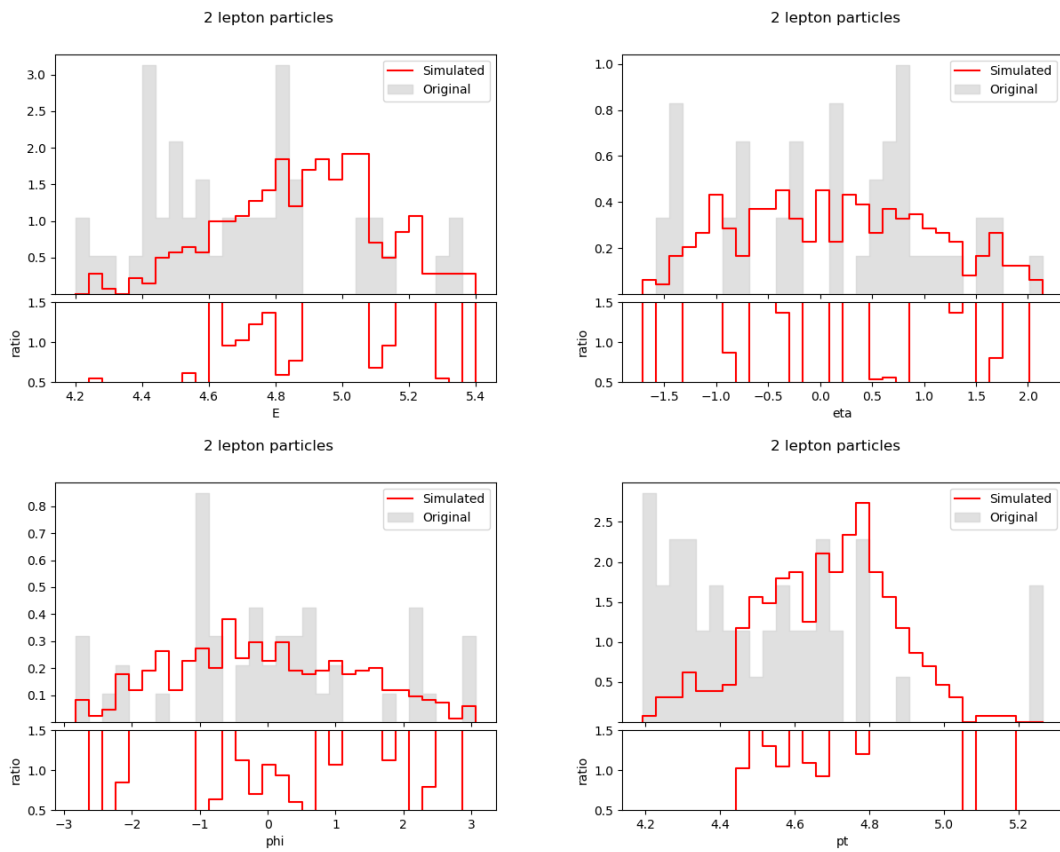 2 lepton particles
3.0
2.5
2.0
1.5
1.0
0.5
Simulated
Original
1.5
1.0
0.5
ratio
4.2 4.4 4.6 4.8 5.0 5.2 5.4
E
2 lepton particles
1.0
0.8
0.6
0.4
0.2
Simulated
Original
1.5
1.0
0.5
ratio
−1.5 −1.0 −0.5 0.0 0.5 1.0 1.5 2.0
eta
2 lepton particles
0.8
0.7
0.6
0.5
0.4
0.3
0.2
0.1
Simulated
Original
1.5
1.0
0.5
ratio
−3 −2 −1 0 1 2 3
phi
2 lepton particles
2.5
2.0
1.5
1.0
0.5
0.0
Simulated
Original
1.5
1.0
0.5
ratio
4.2 4.4 4.6 4.8 5.0 5.2
pt